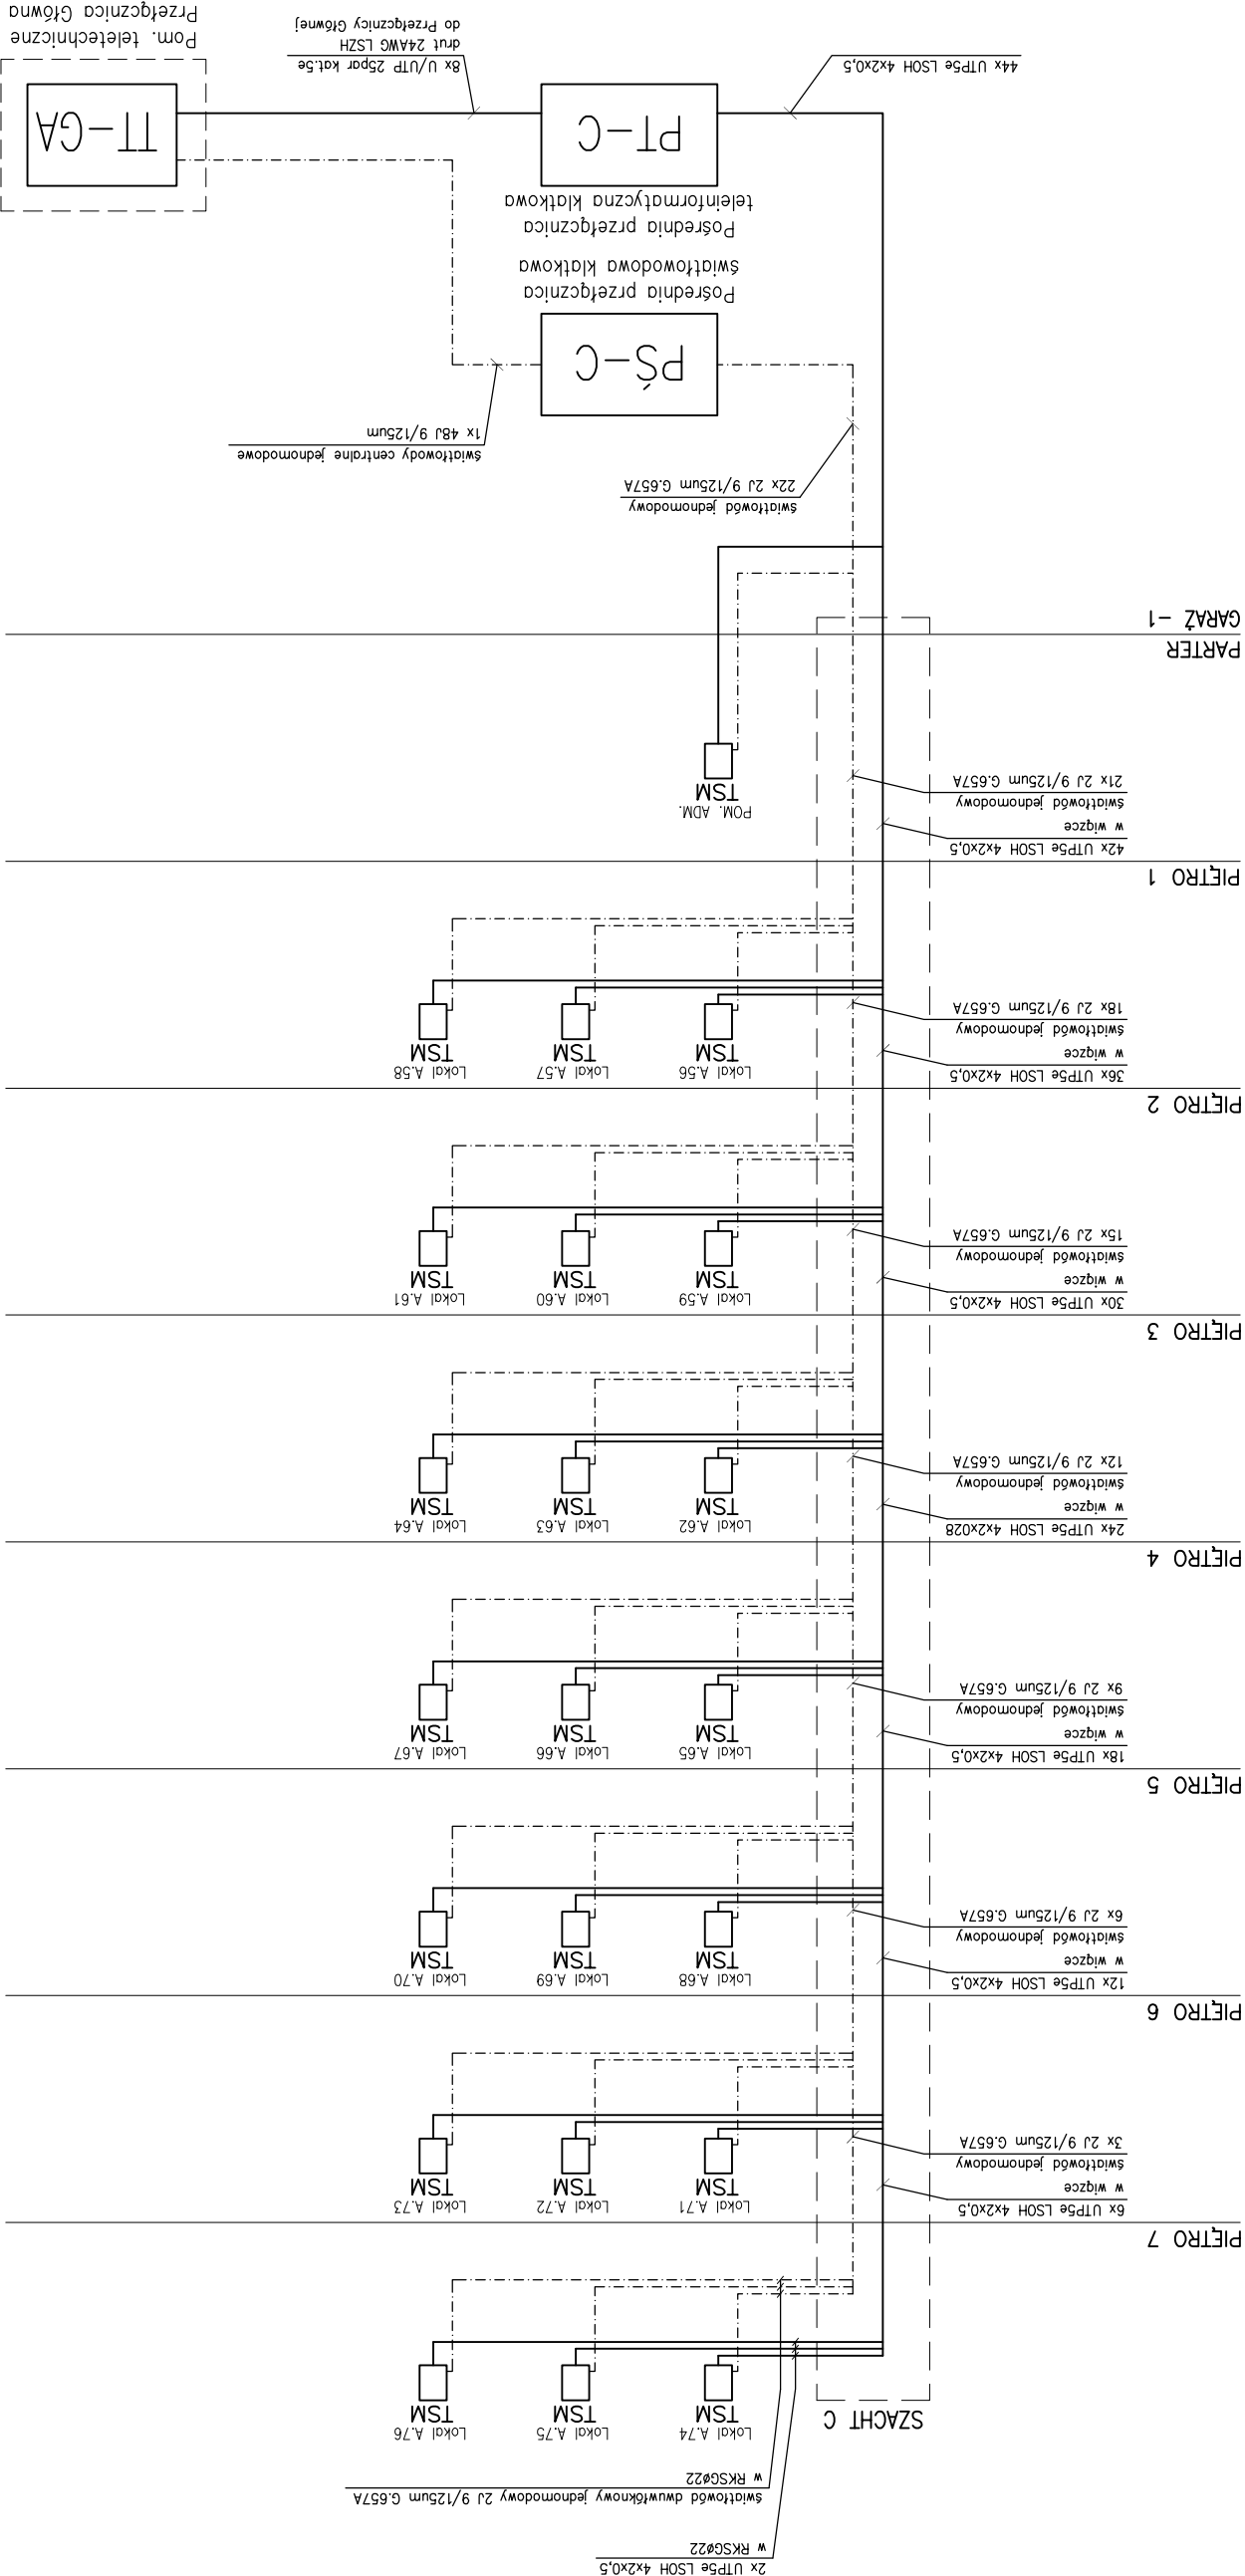 2x UTP5e LSOH 4x2x0,5
w RKSGø22
światłowód dwuwłóknowy jednomodowy 2J 9/125um G.657A
w RKSGø22
SZACHT C
Lokal A.74
TSM
Lokal A.75
TSM
Lokal A.76
TSM
PIĘTRO 7
6x UTP5e LSOH 4x2x0,5
w wiązce
światłowód jednomodowy
3x 2J 9/125um G.657A
Lokal A.71
TSM
Lokal A.72
TSM
Lokal A.73
TSM
PIĘTRO 6
12x UTP5e LSOH 4x2x0,5
w wiązce
światłowód jednomodowy
6x 2J 9/125um G.657A
Lokal A.68
TSM
Lokal A.69
TSM
Lokal A.70
TSM
PIĘTRO 5
18x UTP5e LSOH 4x2x0,5
w wiązce
światłowód jednomodowy
9x 2J 9/125um G.657A
Lokal A.65
TSM
Lokal A.66
TSM
Lokal A.67
TSM
PIĘTRO 4
24x UTP5e LSOH 4x2x028
w wiązce
światłowód jednomodowy
12x 2J 9/125um G.657A
Lokal A.62
TSM
Lokal A.63
TSM
Lokal A.64
TSM
PIĘTRO 3
30x UTP5e LSOH 4x2x0,5
w wiązce
światłowód jednomodowy
15x 2J 9/125um G.657A
Lokal A.59
TSM
Lokal A.60
TSM
Lokal A.61
TSM
PIĘTRO 2
36x UTP5e LSOH 4x2x0,5
w wiązce
światłowód jednomodowy
18x 2J 9/125um G.657A
Lokal A.56
TSM
Lokal A.57
TSM
Lokal A.58
TSM
PIĘTRO 1
42x UTP5e LSOH 4x2x0,5
w wiązce
światłowód jednomodowy
21x 2J 9/125um G.657A
POM. ADM.
TSM
PARTER
GARAŻ -1
światłowód jednomodowy
22x 2J 9/125um G.657A
światłowody centralne jednomodowe
1x 48J 9/125um
PŚ-C
Pośrednia przełącznica
światłowodowa klatkowa
Pośrednia przełącznica
teleinformatyczna klatkowa
PT-C
TT-GA
44x UTP5e LSOH 4x2x0,5
8x U/UTP 25par kat.5e
drut 24AWG LSZH
do Przełącznicy Głównej
Pom. teletechniczne
Przełącznica Główna